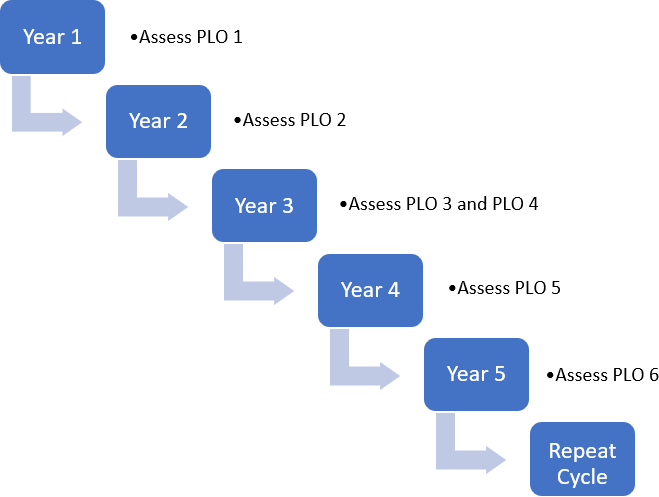 Year 1
•Assess PLO 1
Year 2
•Assess PLO 2
Year 3
•Assess PLO 3 and PLO 4
Year 4
•Assess PLO 5
Year 5
•Assess PLO 6
Repeat
Cycle